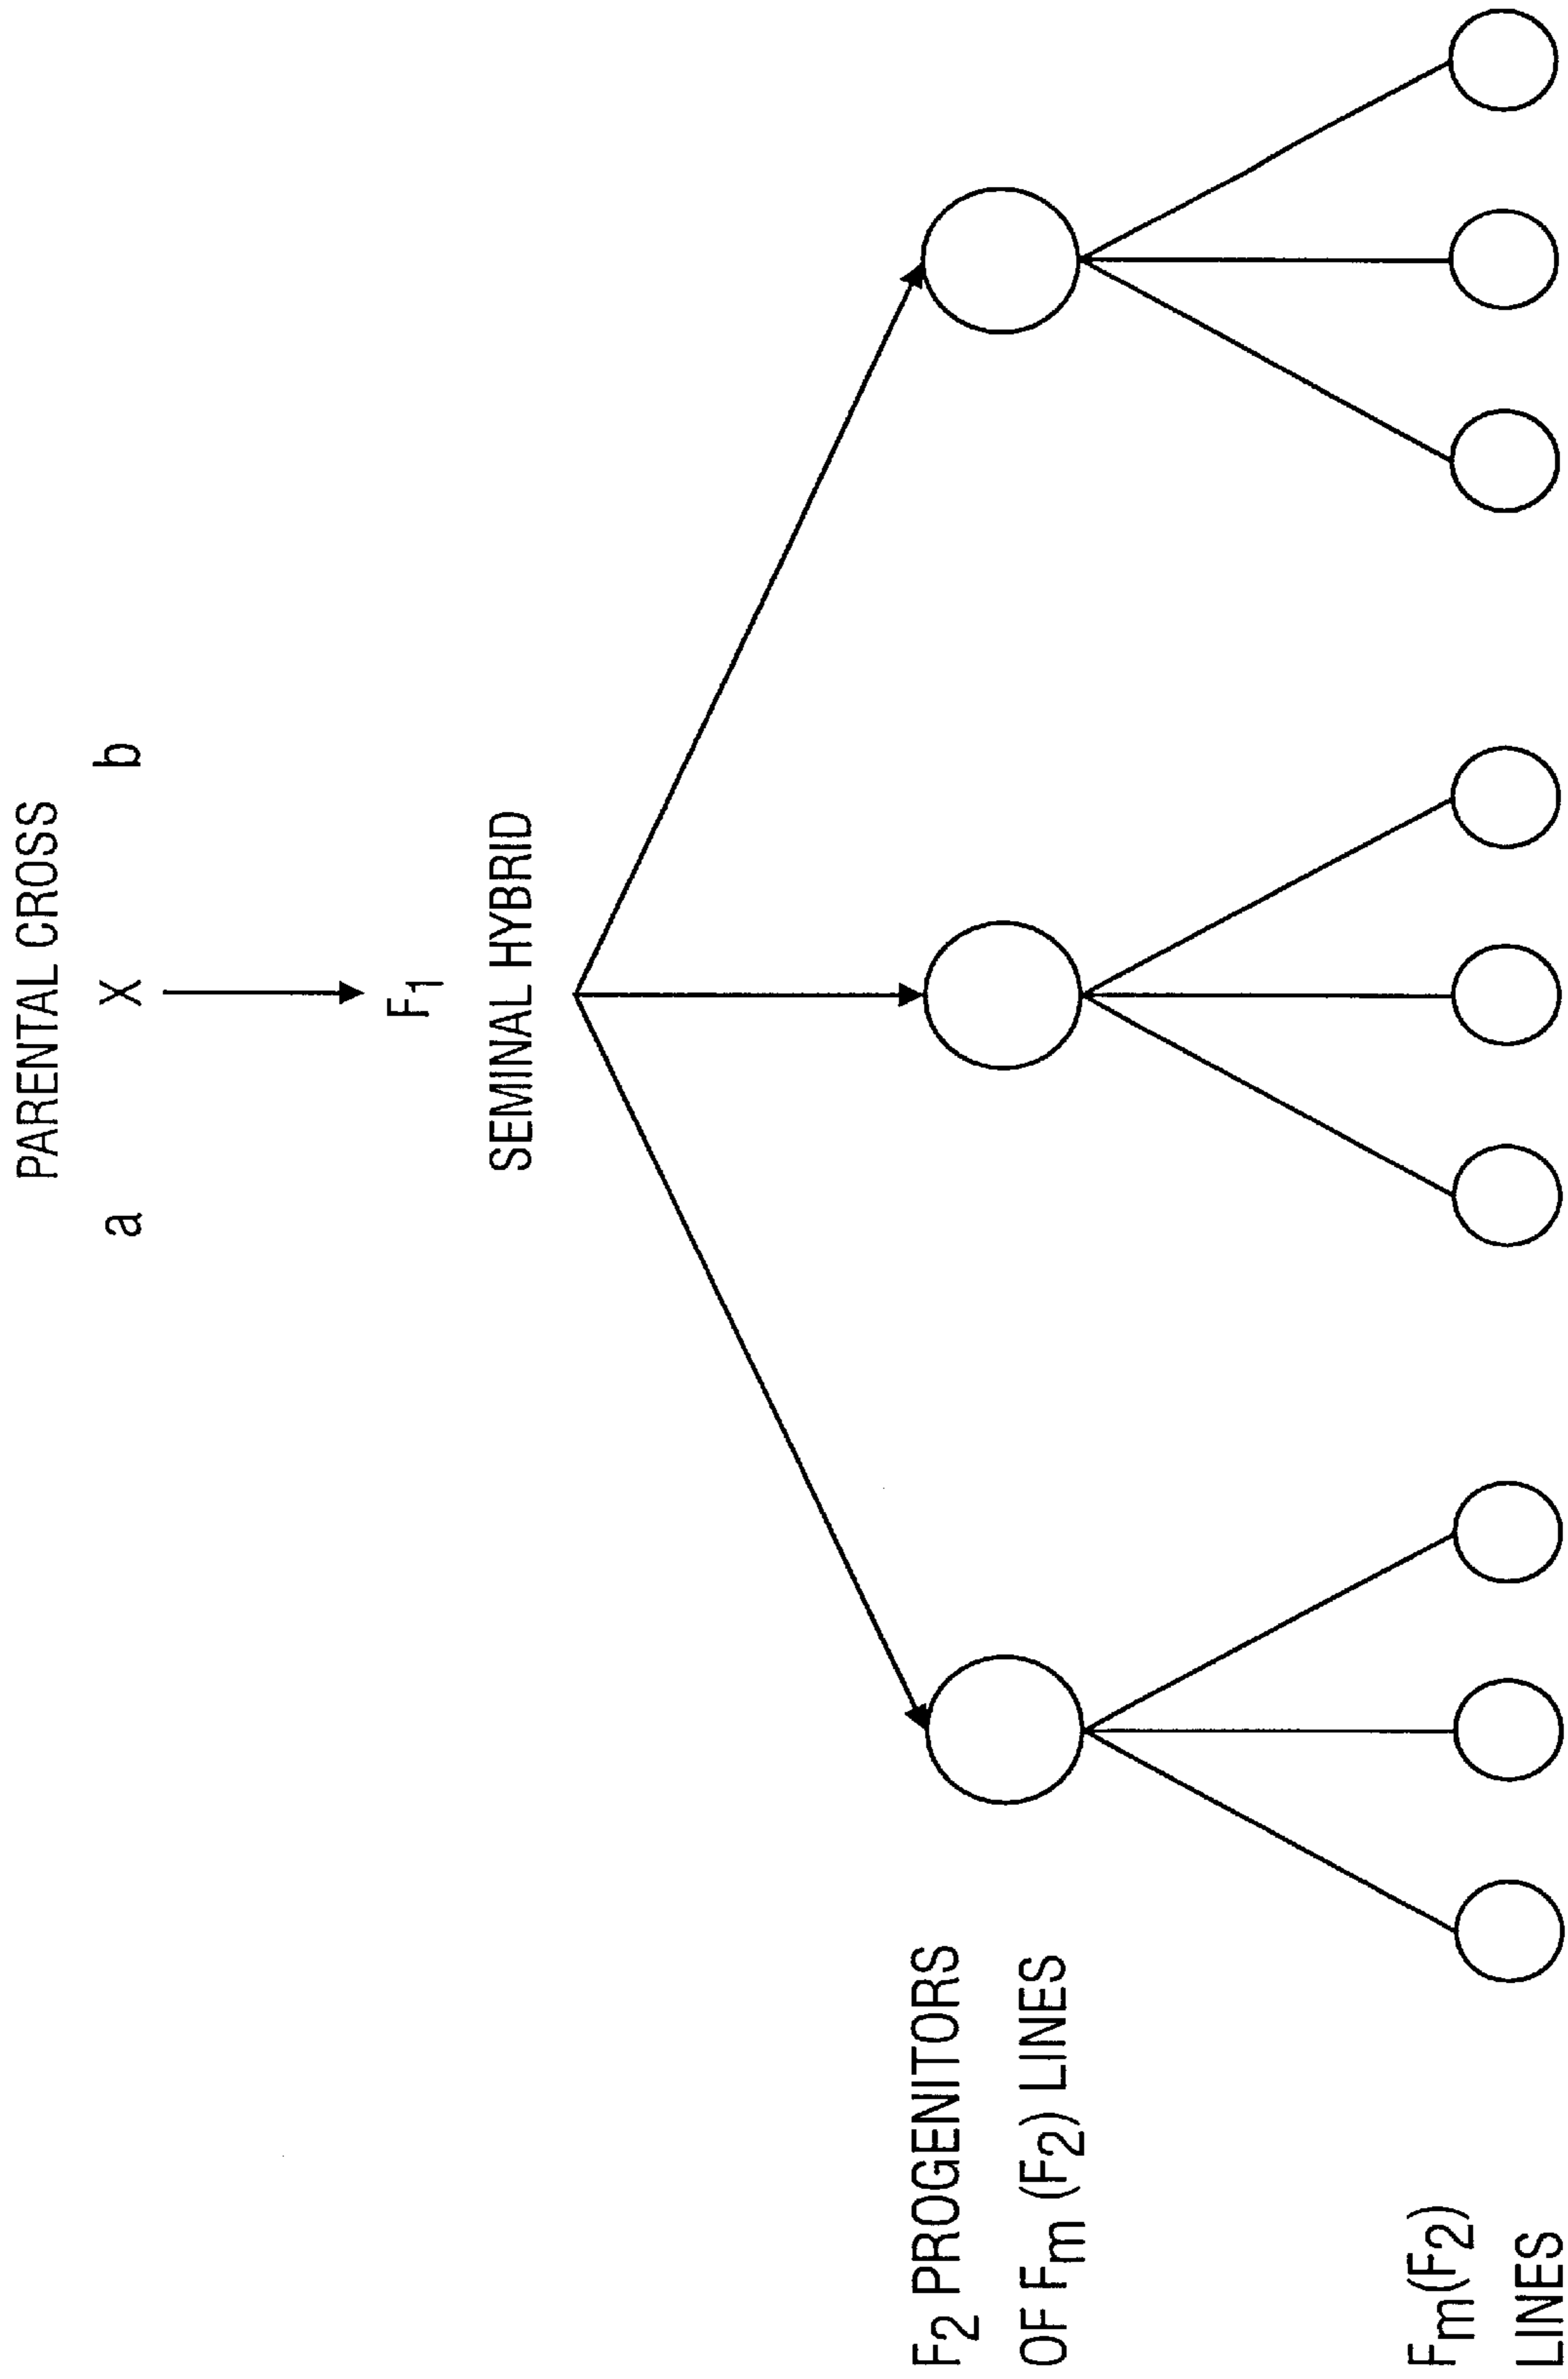 PARENTAL CROSS
a X b
F₁
SEMINAL HYBRID
F₂ PROGENITORS
OF Fₘ (F₂) LINES
Fₘ(F₂)
LINES